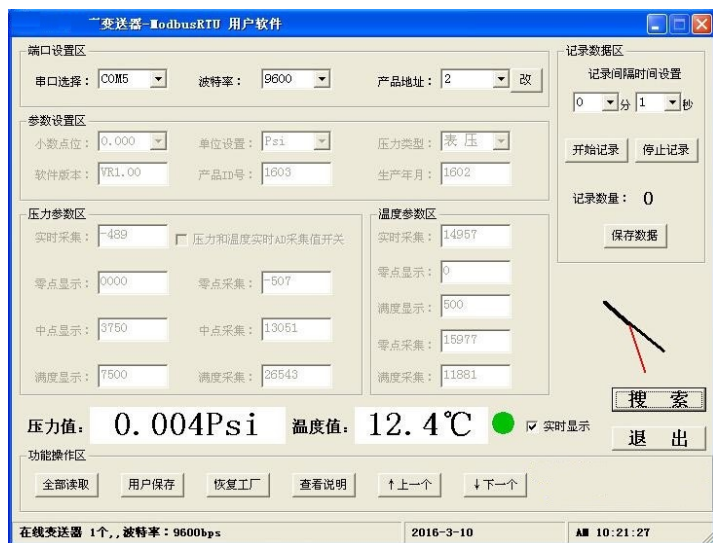 变送器-ModbusRTU 用户软件
端口设置区
串口选择： COM5 波特率： 9600 产品地址： 2 改
参数设置区
小数点位： 0.000 单位设置： Psi 压力类型： 表 压
软件版本： VR1.00 产品ID号： 1603 生产年月： 1602
压力参数区
实时采集： -489 压力和温度实时AD采集值开关
零点显示： 0000 零点采集： -507
中点显示： 3750 中点采集： 13051
满度显示： 7500 满度采集： 26543
温度参数区
实时采集： 14957
零点显示： 0
满度显示： 500
零点采集： 15977
满度采集： 11881
记录数据区
记录间隔时间设置
0 分 1 秒
开始记录 停止记录
记录数量： 0
保存数据
搜 索
退 出
压力值： 0.004Psi 温度值： 12.4℃ 实时显示
功能操作区
全部读取 用户保存 恢复工厂 查看说明 ↑上一个 ↓下一个
在线变送器 1个,,波特率：9600bps 2016-3-10 AM 10:21:27